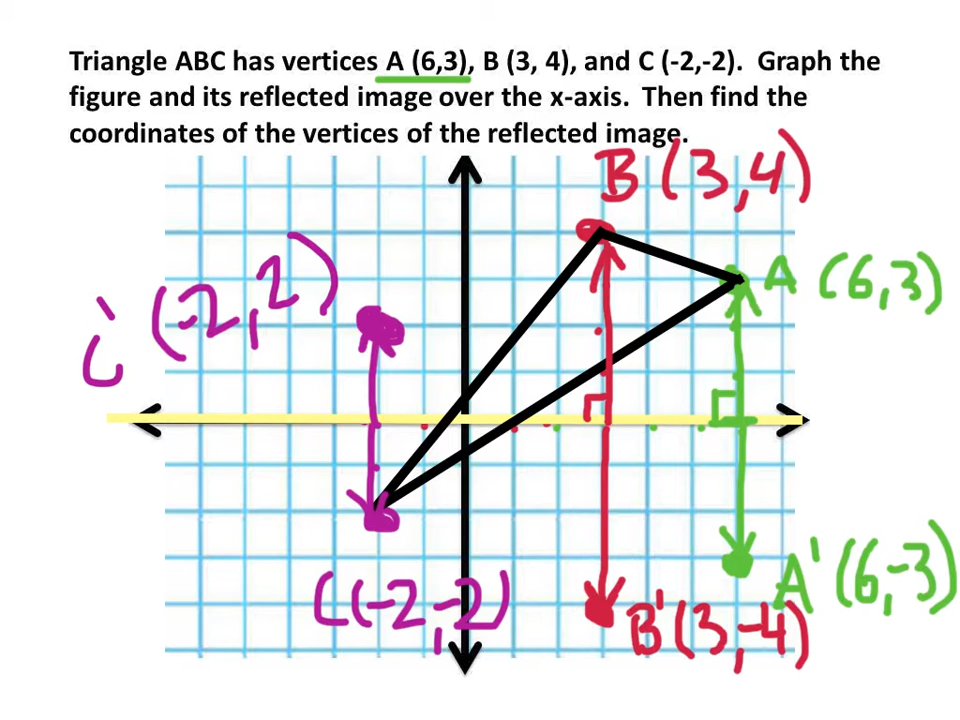 Triangle ABC has vertices A (6,3), B (3, 4), and C (-2,-2).  Graph the
figure and its reflected image over the x-axis.  Then find the
coordinates of the vertices of the reflected image.
B (3,4)
A (6,3)
C' (-2,2)
C(-2,-2)
A' (6,-3)
B' (3,-4)